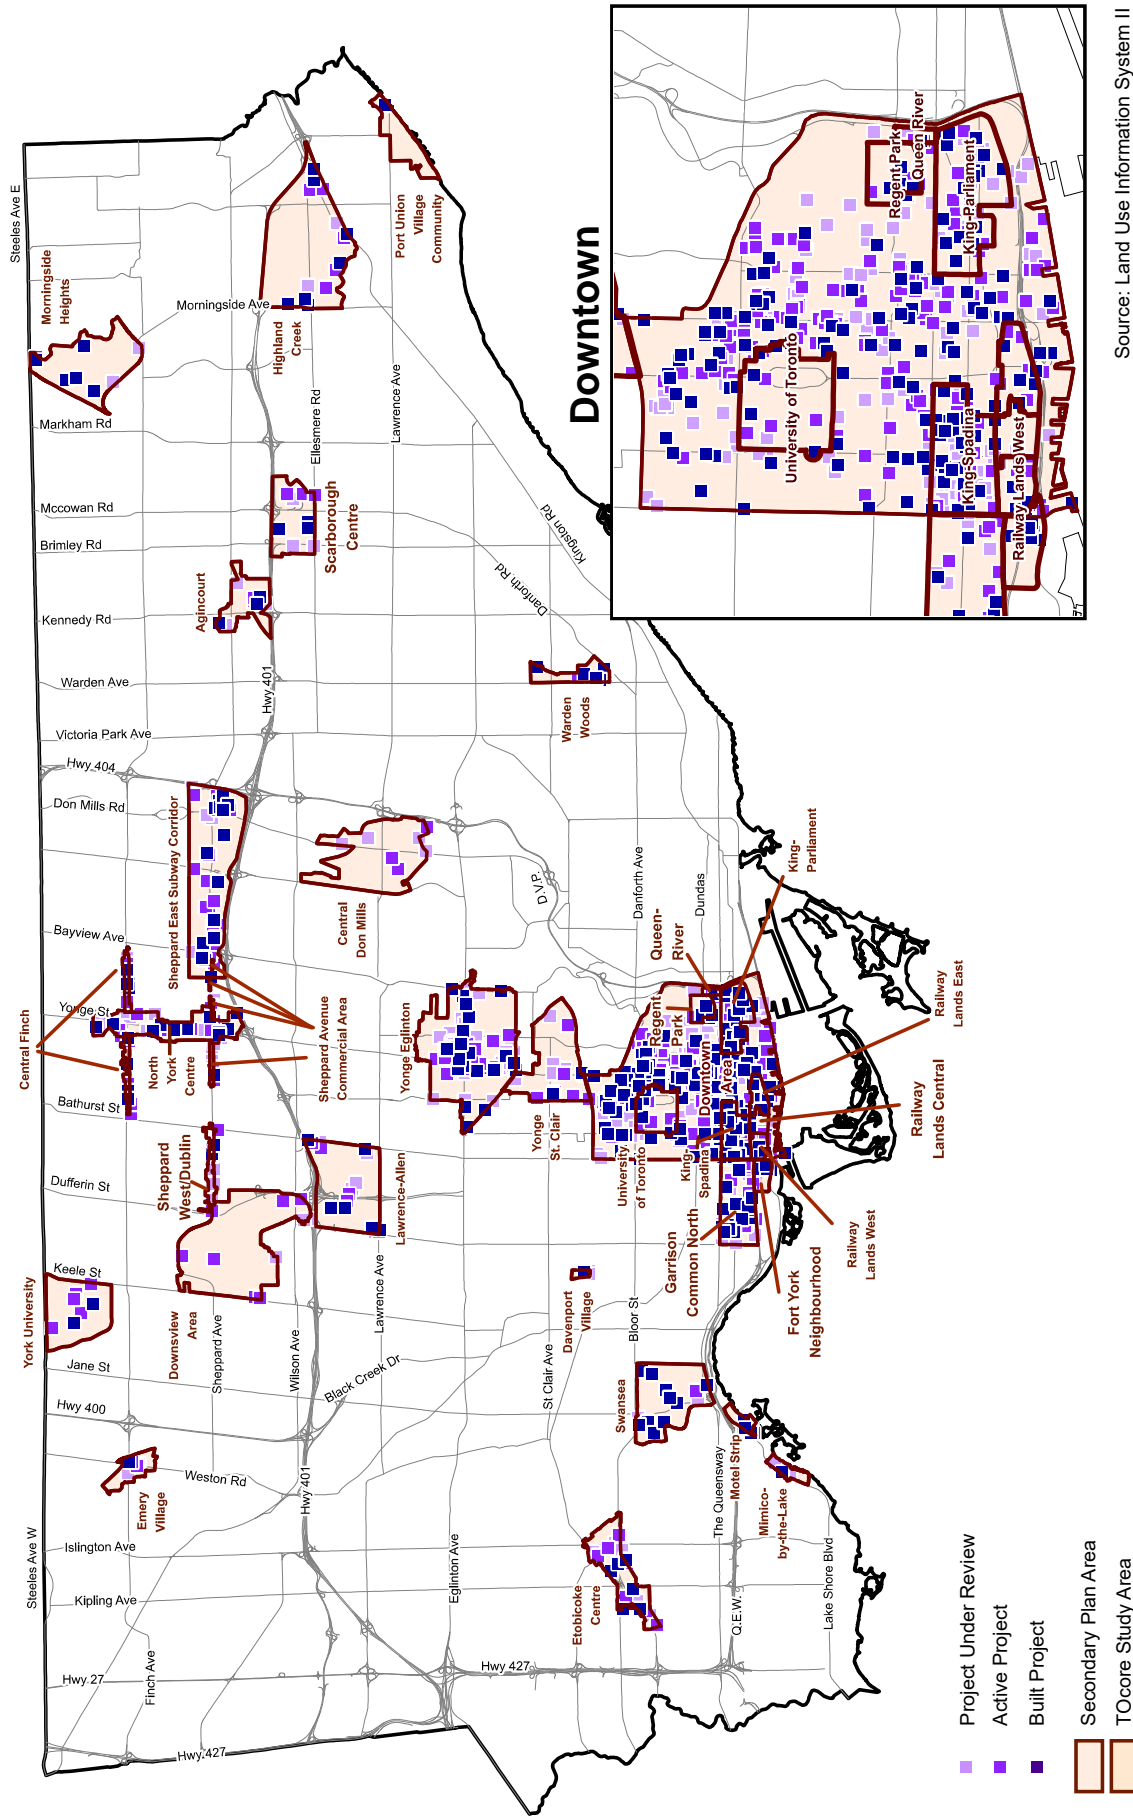 Steeles Ave E
Morningside
Heights
Morningside Ave
Highland
Creek
Port Union
Village
Community
Markham Rd
Ellesmere Rd
Lawrence Ave
Mccowan Rd
Brimley Rd
Scarborough
Centre
Kingston Rd
Danforth Rd
Agincourt
Kennedy Rd
Warden Ave
Hwy 401
Warden
Woods
Victoria Park Ave
Hwy 404
Don Mills Rd
Sheppard East Subway Corridor
Central
Don Mills
D.V.P.
Danforth Ave
Dundas
King-
Parliament
Bayview Ave
Queen-
River
Yonge St
Central Finch
North
York
Centre
Sheppard Avenue
Commercial Area
Yonge Eglinton
Regent
Park
Downtown
Area
Railway
Lands East
Bathurst St
Yonge
St. Clair
Railway
Lands Central
Sheppard
West/Dublin
University
of Toronto
King-
Spadina
Dufferin St
Lawrence-Allen
Garrison
Common North
Railway
Lands West
Fort York
Neighbourhood
Keele St
York University
Downsview
Area
Sheppard Ave
Wilson Ave
Lawrence Ave
Davenport
Village
Bloor St
Jane St
Black Creek Dr
St Clair Ave
Hwy 400
Swansea
Motel Strip
The Queensway
Mimico-
by-the-Lake
Weston Rd
Emery
Village
Hwy 401
Steeles Ave W
Islington Ave
Eglinton Ave
Etobicoke
Centre
Kipling Ave
Q.E.W.
Lake Shore Blvd
Hwy 27
Finch Ave
Hwy 427
Hwy 427
Downtown
Regent Park
Queen River
King-Parliament
University of Toronto
King-Spadina
Railway Lands West
Project Under Review
Active Project
Built Project
Secondary Plan Area
TOcore Study Area
Source: Land Use Information System II